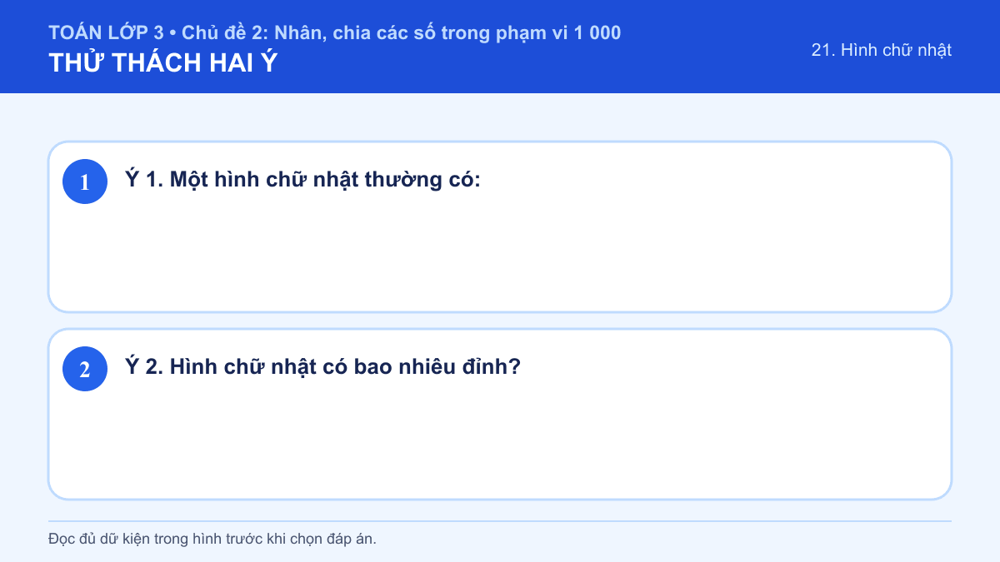 TOÁN LỚP 3 • Chủ đề 2: Nhân, chia các số trong phạm vi 1 000
THỬ THÁCH HAI Ý
21. Hình chữ nhật
1
Ý 1. Một hình chữ nhật thường có:
2
Ý 2. Hình chữ nhật có bao nhiêu đỉnh?
Đọc đủ dữ kiện trong hình trước khi chọn đáp án.